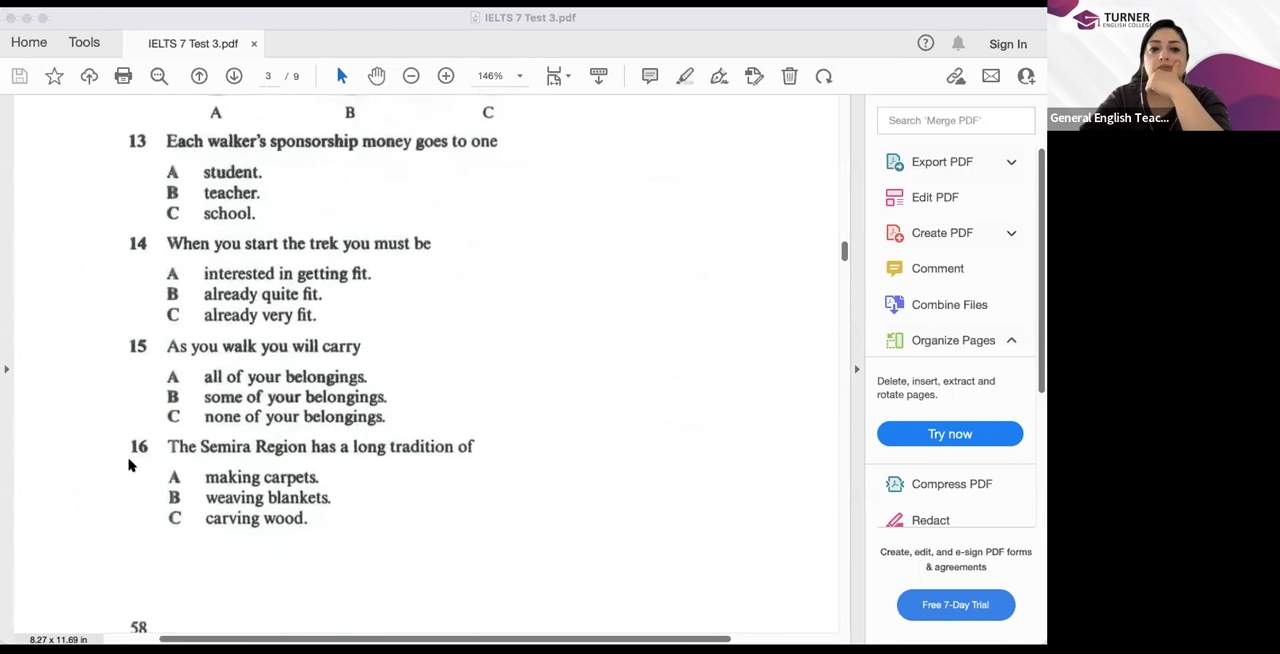 IELTS 7 Test 3.pdf
Home Tools IELTS 7 Test 3.pdf × Sign In
3 / 9 146%
A B C
13 Each walker's sponsorship money goes to one
A student.
B teacher.
C school.
14 When you start the trek you must be
A interested in getting fit.
B already quite fit.
C already very fit.
15 As you walk you will carry
A all of your belongings.
B some of your belongings.
C none of your belongings.
16 The Semira Region has a long tradition of
A making carpets.
B weaving blankets.
C carving wood.
58
8.27 x 11.69 in
Search 'Merge PDF'
Export PDF
Edit PDF
Create PDF
Comment
Combine Files
Organize Pages
Delete, insert, extract and
rotate pages.
Try now
Compress PDF
Redact
Create, edit, and e-sign PDF forms
& agreements
Free 7-Day Trial
TURNER
ENGLISH COLLEGE
General English Teac...